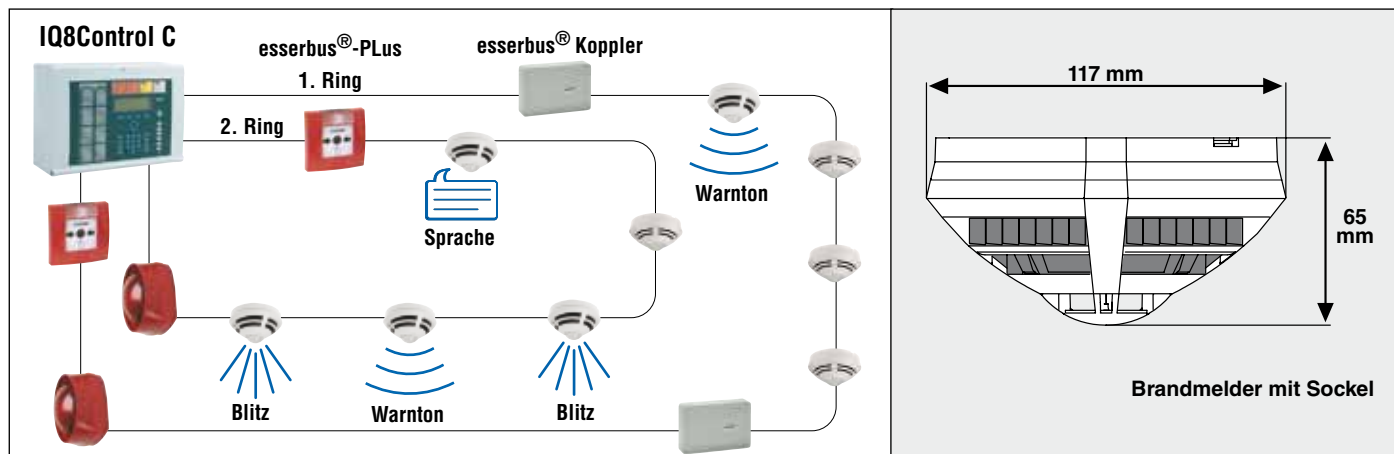 IQ8Control C
esserbus®-PLus
1. Ring
esserbus® Koppler
2. Ring
Warnton
Sprache
Blitz
Warnton
Blitz
117 mm
65
mm
Brandmelder mit Sockel